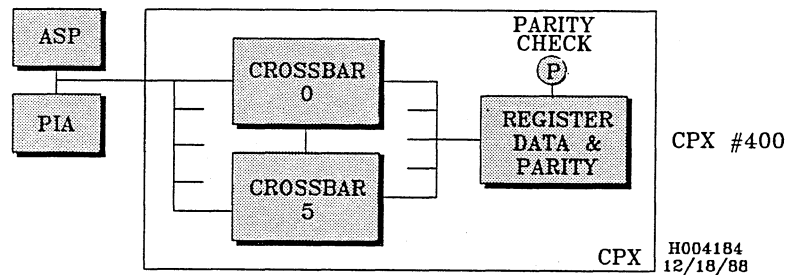 ASP
PIA
CROSSBAR
0
CROSSBAR
5
PARITY
CHECK
P
REGISTER
DATA &
PARITY
CPX #400
CPX
H004184
12/18/88